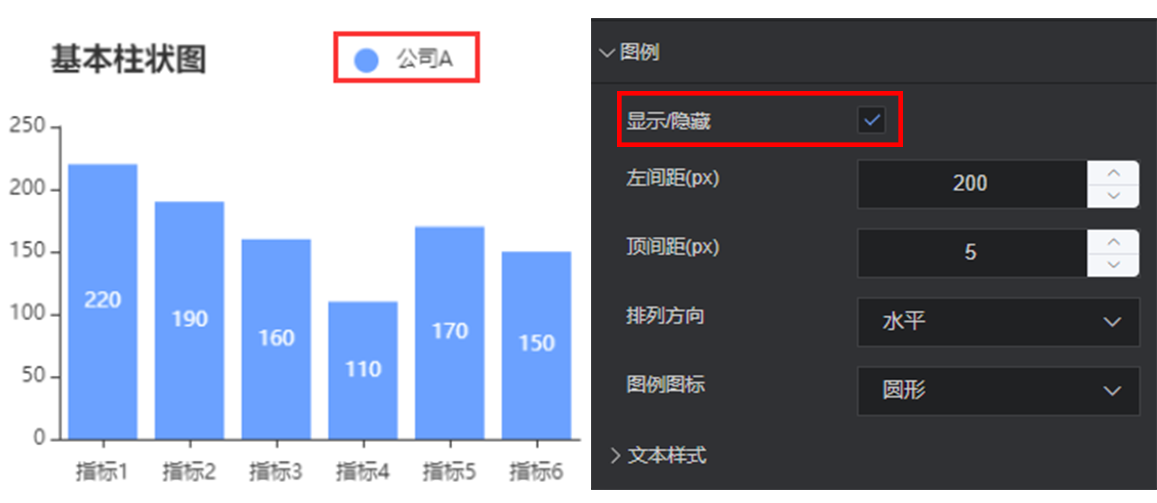 基本柱状图
公司A
250
200
150
100
50
0
220
190
160
110
170
150
指标1 指标2 指标3 指标4 指标5 指标6
图例
显示/隐藏
左间距(px) 200
顶间距(px) 5
排列方向 水平
图例图标 圆形
文本样式